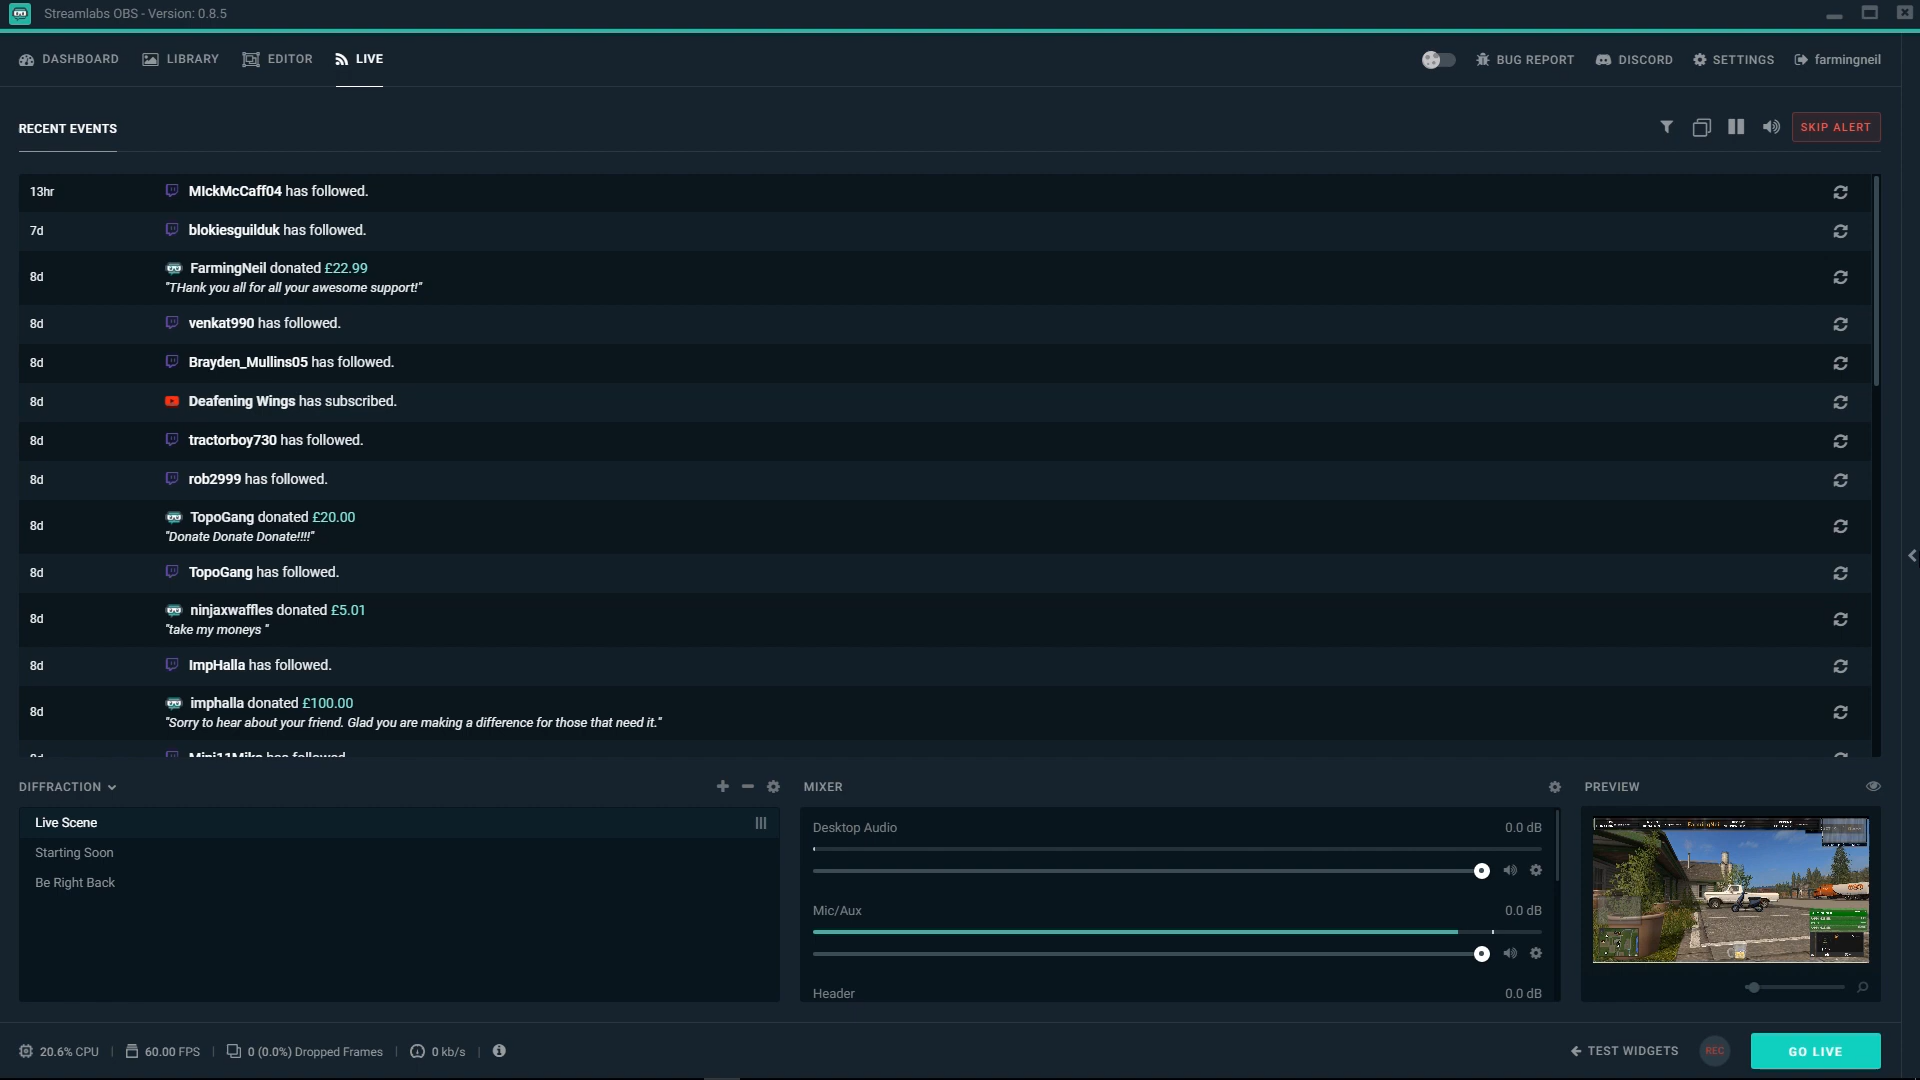 Streamlabs OBS - Version: 0.8.5
DASHBOARD
LIBRARY
EDITOR
LIVE
BUG REPORT
DISCORD
SETTINGS
farmingneil
RECENT EVENTS
SKIP ALERT
13hr MIckMcCaff04 has followed.
7d blokiesguilduk has followed.
8d FarmingNeil donated £22.99
"THank you all for all your awesome support!"
8d venkat990 has followed.
8d Brayden_Mullins05 has followed.
8d Deafening Wings has subscribed.
8d tractorboy730 has followed.
8d rob2999 has followed.
8d TopoGang donated £20.00
"Donate Donate Donate!!!!"
8d TopoGang has followed.
8d ninjaxwaffles donated £5.01
"take my moneys "
8d ImpHalla has followed.
8d imphalla donated £100.00
"Sorry to hear about your friend. Glad you are making a difference for those that need it."
8d Mini11Mike has followed.
DIFFRACTION
Live Scene
Starting Soon
Be Right Back
MIXER
Desktop Audio 0.0 dB
Mic/Aux 0.0 dB
Header 0.0 dB
PREVIEW
FarmingNeil
20.6% CPU
60.00 FPS
0 (0.0%) Dropped Frames
0 kb/s
TEST WIDGETS
REC
GO LIVE